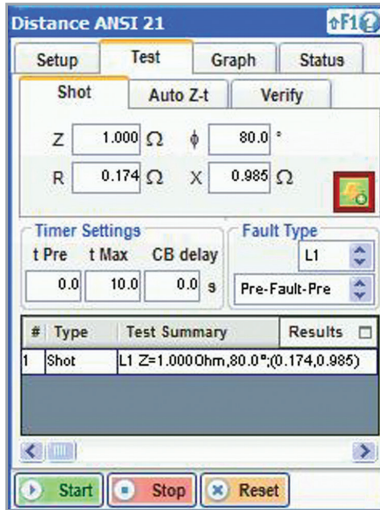 Distance ANSI 21 F1
Setup Test Graph Status
Shot Auto Z-t Verify
Z 1.000 Ω ϕ 80.0 °
R 0.174 Ω X 0.985 Ω
Timer Settings Fault Type
t Pre t Max CB delay L1
0.0 10.0 0.0 s Pre-Fault-Pre
# Type Test Summary Results
1 Shot L1 Z=1.000Ohm,80.0°;(0.174,0.985)
Start Stop Reset